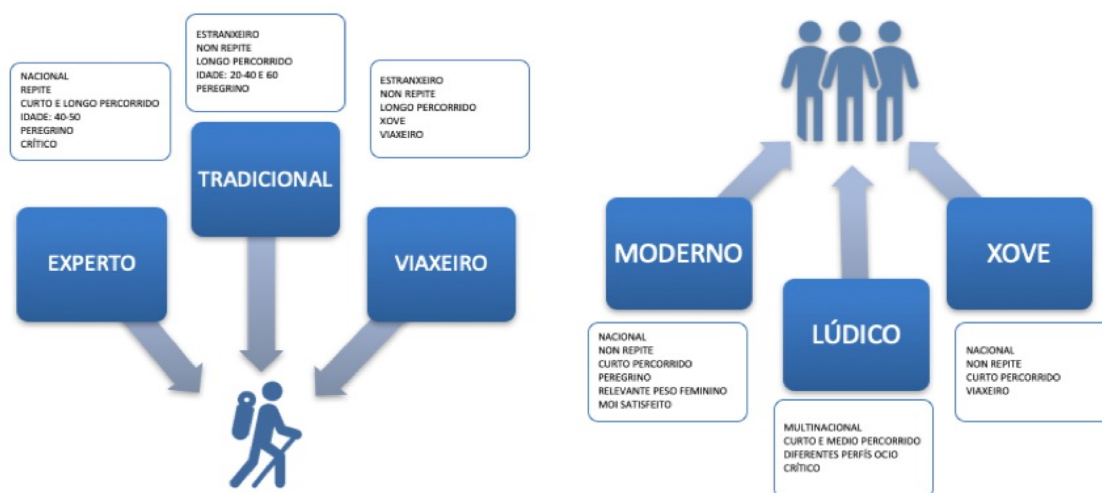 NACIONAL
REPITE
CURTO E LONGO PERCORRIDO
IDADE: 40-50
PEREGRINO
CRÍTICO
EXPERTO
ESTRANXEIRO
NON REPITE
LONGO PERCORRIDO
IDADE: 20-40 E 60
PEREGRINO
TRADICIONAL
ESTRANXEIRO
NON REPITE
LONGO PERCORRIDO
XOVE
VIAXEIRO
VIAXEIRO
MODERNO
NACIONAL
NON REPITE
CURTO PERCORRIDO
PEREGRINO
RELEVANTE PESO FEMININO
MOI SATISFEITO
LÚDICO
MULTINACIONAL
CURTO E MEDIO PERCORRIDO
DIFERENTES PERFÍS OCIO
CRÍTICO
XOVE
NACIONAL
NON REPITE
CURTO PERCORRIDO
VIAXEIRO